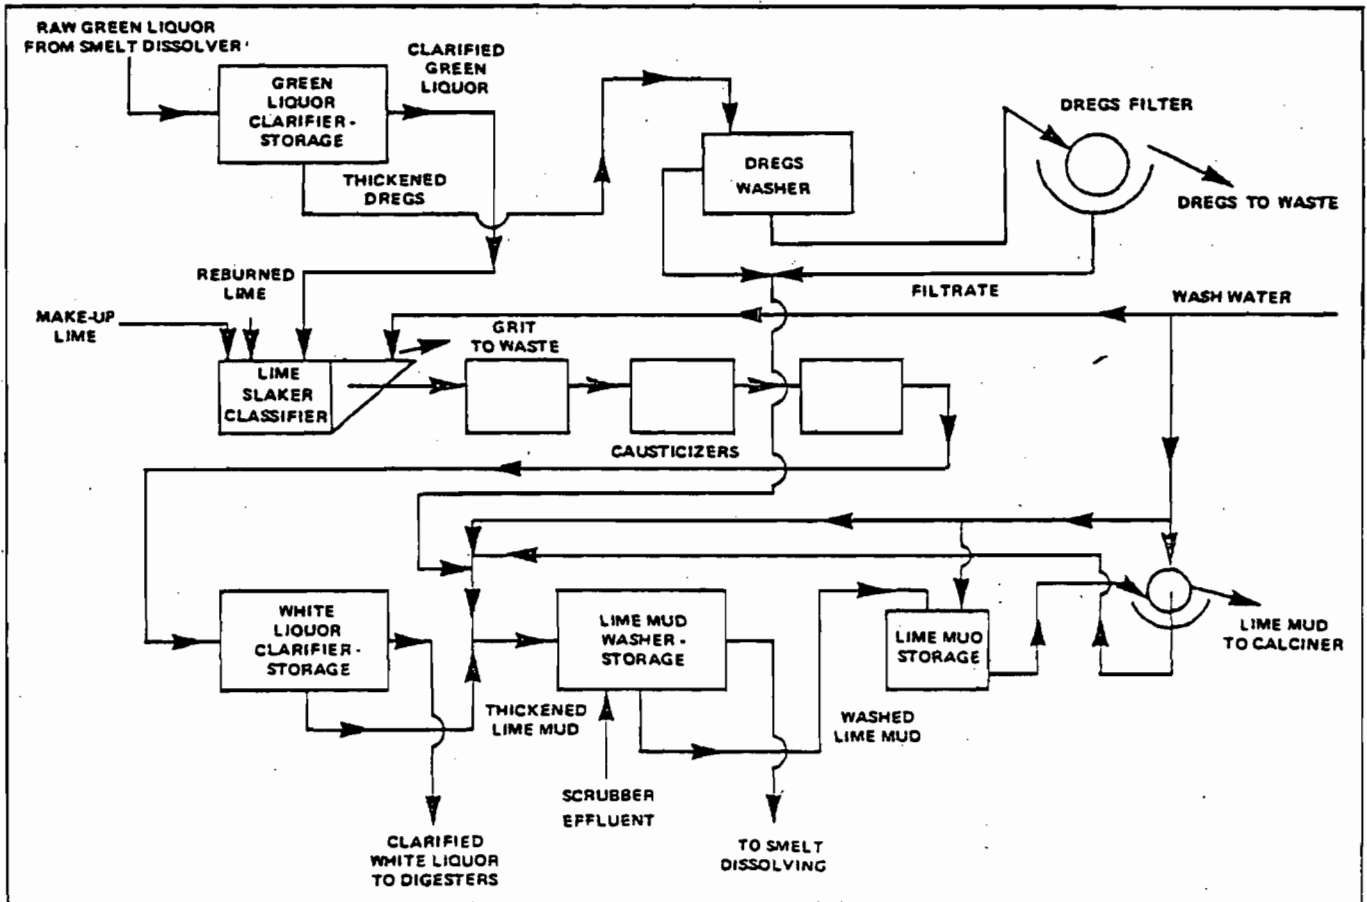 RAW GREEN LIQUOR
FROM SMELT DISSOLVER
CLARIFIED
GREEN
LIQUOR
GREEN
LIQUOR
CLARIFIER-
STORAGE
THICKENED
DREGS
DREGS
WASHER
DREGS FILTER
DREGS TO WASTE
FILTRATE
WASH WATER
REBURNED
LIME
MAKE-UP
LIME
GRIT
TO WASTE
LIME
SLAKER
CLASSIFIER
CAUSTICIZERS
WHITE
LIQUOR
CLARIFIER-
STORAGE
LIME MUD
WASHER-
STORAGE
LIME MUD
STORAGE
LIME MUD
TO CALCINER
THICKENED
LIME MUD
WASHED
LIME MUD
SCRUBBER
EFFLUENT
CLARIFIED
WHITE LIQUOR
TO DIGESTERS
TO SMELT
DISSOLVING